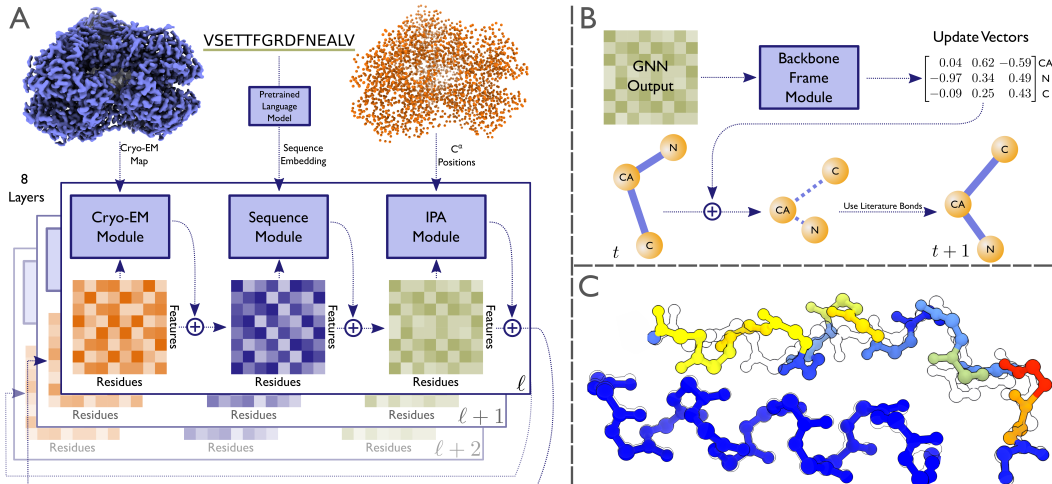 A
VSETTFGRDFNEALV
Pretrained
Language
Model
Cryo-EM
Map
Sequence
Embedding
Cα
Positions
8
Layers
Cryo-EM
Module
Sequence
Module
IPA
Module
Features
Features
Features
Residues
Residues
Residues
ℓ
Residues
Residues
Residues
ℓ + 1
Residues
Residues
Residues
ℓ + 2
B
GNN
Output
Backbone
Frame
Module
Update Vectors
0.04 0.62 −0.59 CA
−0.97 0.34 0.49 N
−0.09 0.25 0.43 C
N
CA
C
t
C
CA
N
Use Literature Bonds
C
CA
N
t + 1
C